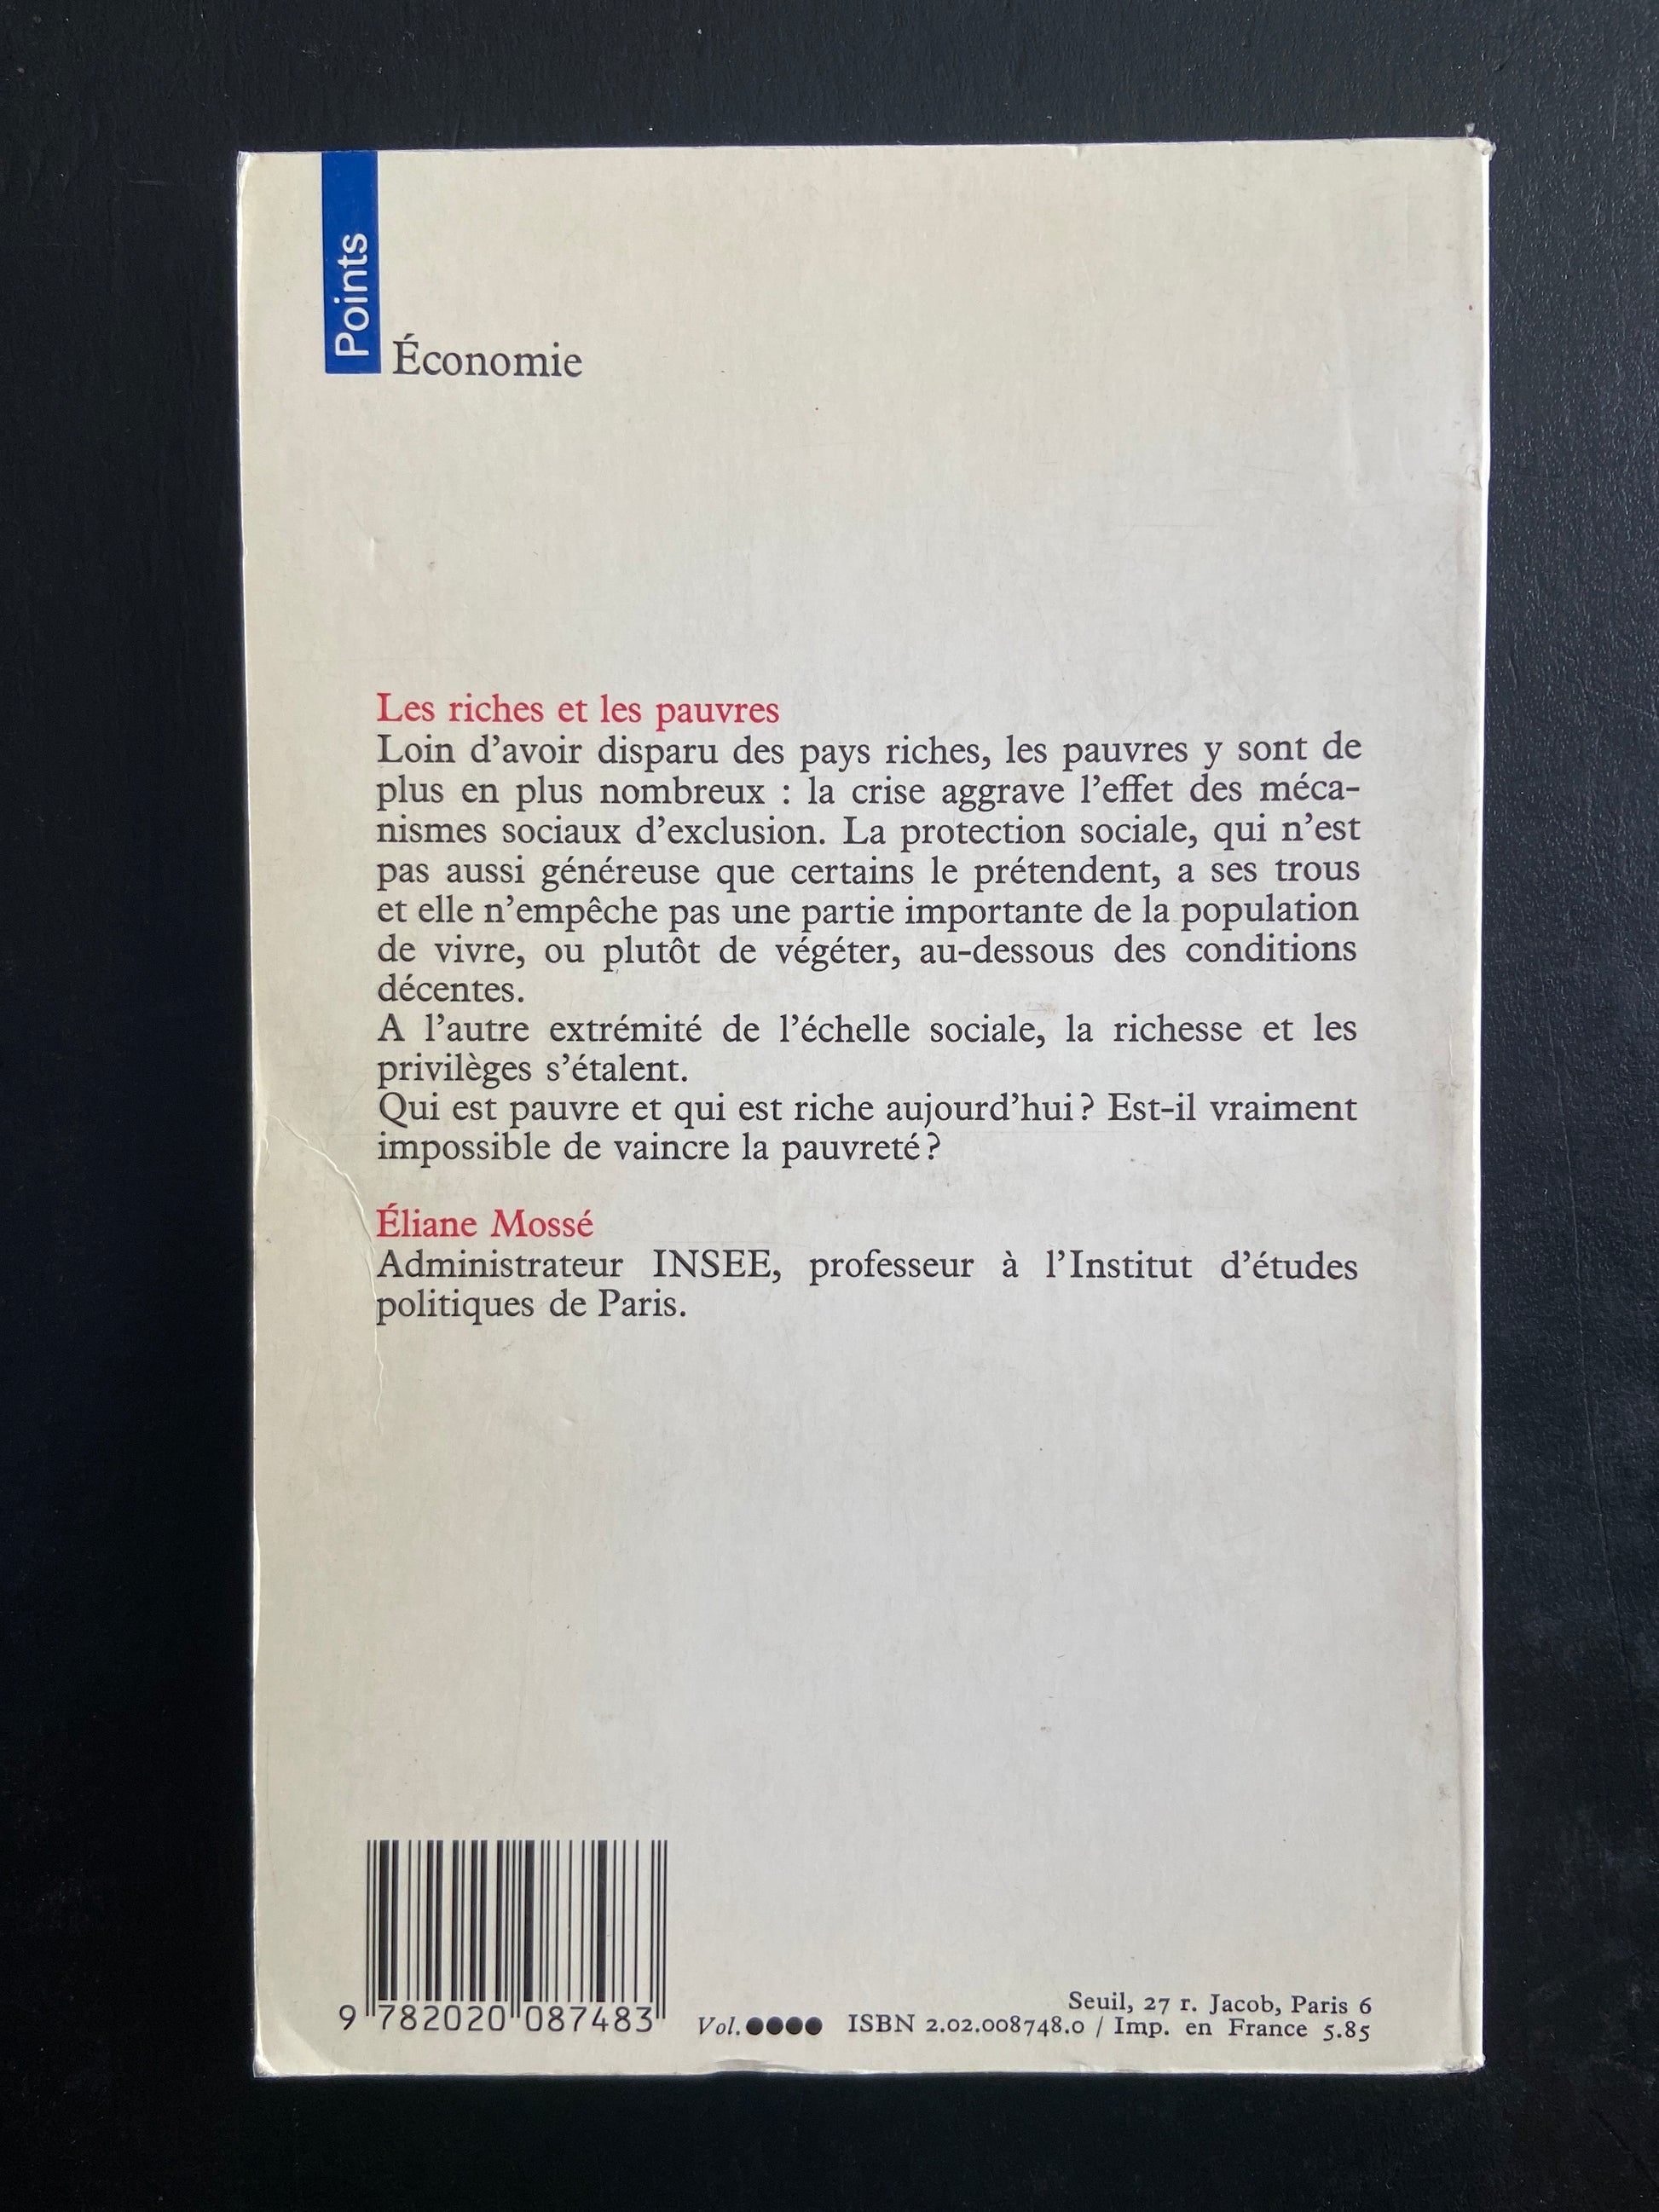 Points
Économie
Les riches et les pauvres
Loin d'avoir disparu des pays riches, les pauvres y sont de
plus en plus nombreux : la crise aggrave l'effet des méca-
nismes sociaux d'exclusion. La protection sociale, qui n'est
pas aussi généreuse que certains le prétendent, a ses trous
et elle n'empêche pas une partie importante de la population
de vivre, ou plutôt de végéter, au-dessous des conditions
décentes.
A l'autre extrémité de l'échelle sociale, la richesse et les
privilèges s'étalent.
Qui est pauvre et qui est riche aujourd'hui? Est-il vraiment
impossible de vaincre la pauvreté?
Éliane Mossé
Administrateur INSEE, professeur à l'Institut d'études
politiques de Paris.
9 782020 087483
Seuil, 27 r. Jacob, Paris 6
Vol.●●●● ISBN 2.02.008748.0 / Imp. en France 5.85